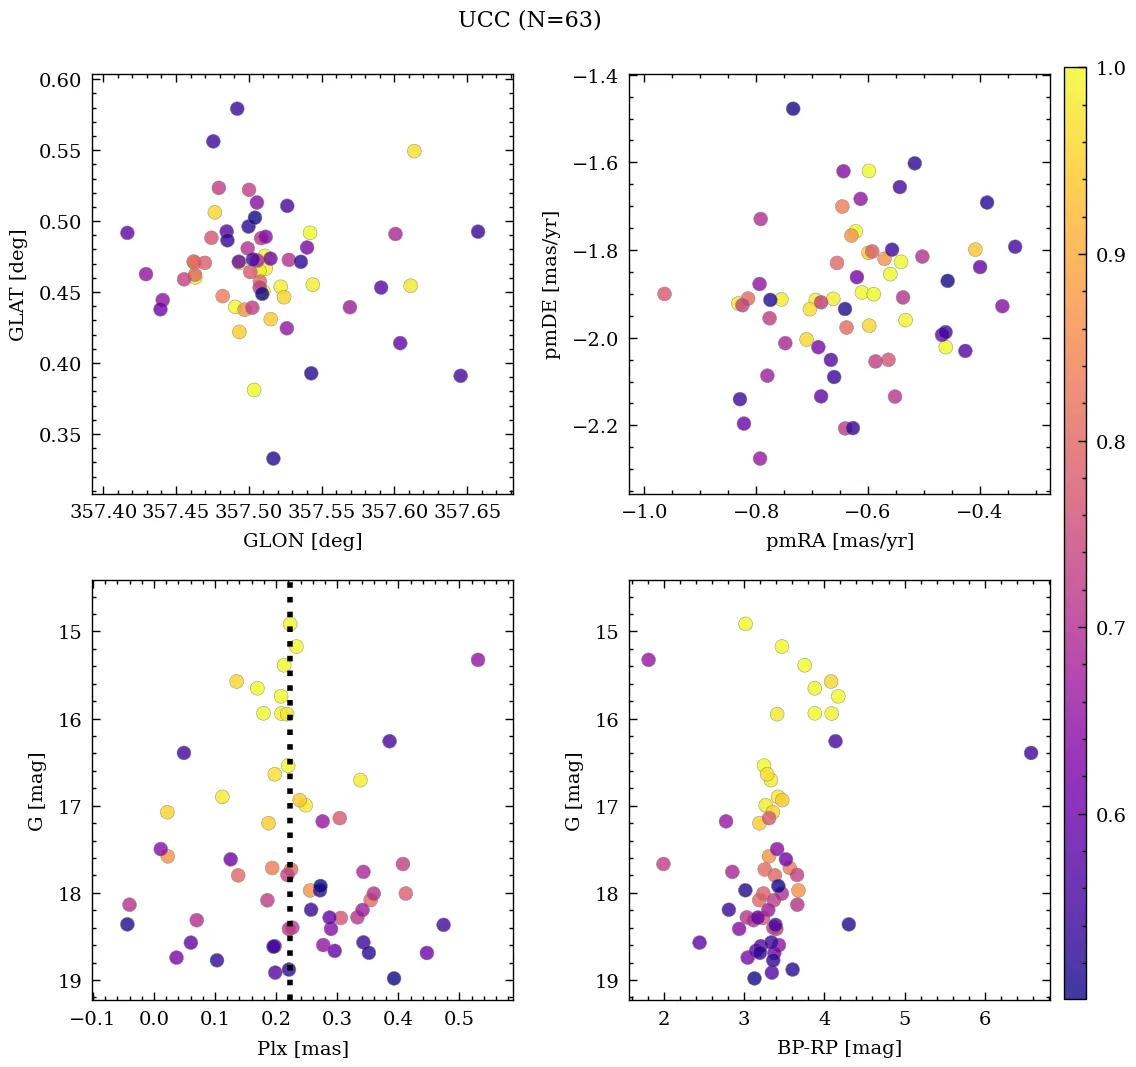 UCC (N=63)
0.60
0.55
0.50
0.45
0.40
0.35
GLAT [deg]
357.40 357.45 357.50 357.55 357.60 357.65
GLON [deg]
−1.4
−1.6
−1.8
−2.0
−2.2
pmDE [mas/yr]
−1.0 −0.8 −0.6 −0.4
pmRA [mas/yr]
1.0
0.9
0.8
0.7
0.6
15
16
17
18
19
G [mag]
−0.1 0.0 0.1 0.2 0.3 0.4 0.5
Plx [mas]
15
16
17
18
19
G [mag]
2 3 4 5 6
BP-RP [mag]